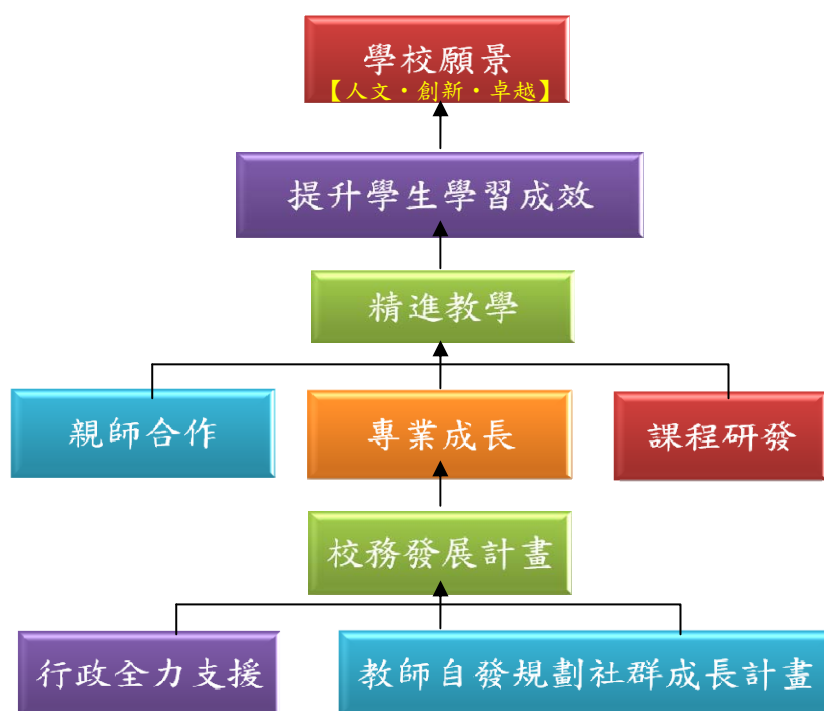 學校願景
【人文・創新・卓越】
提升學生學習成效
精進教學
親師合作
專業成長
課程研發
校務發展計畫
行政全力支援
教師自發規劃社群成長計畫